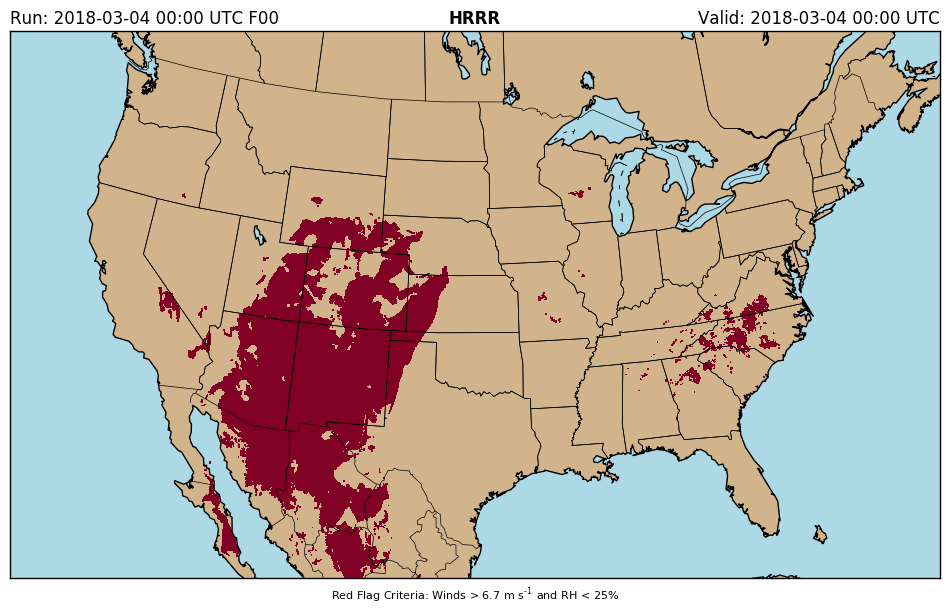 Run: 2018-03-04 00:00 UTC F00 HRRR Valid: 2018-03-04 00:00 UTC
Red Flag Criteria: Winds > 6.7 m s⁻¹ and RH < 25%